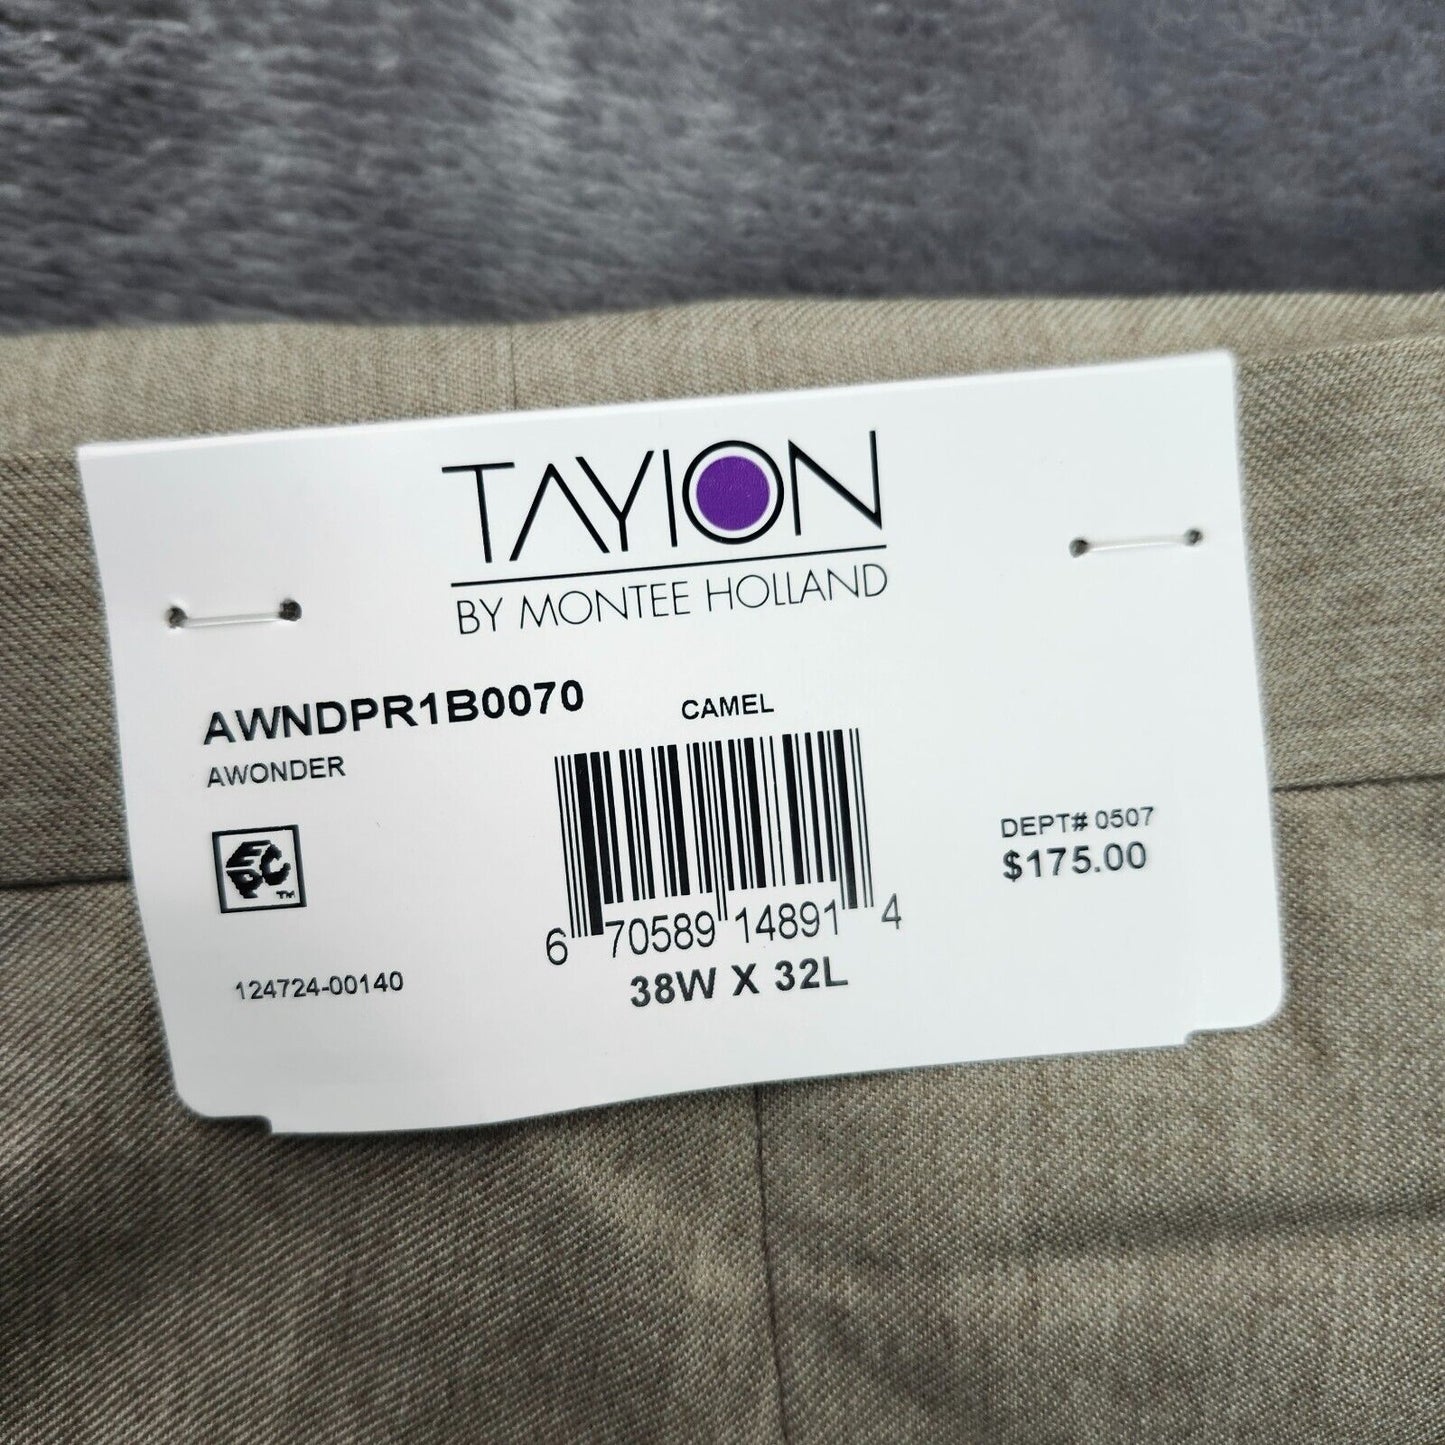 TAYION
BY MONTEE HOLLAND
AWNDPR1B0070
CAMEL
AWONDER
EPC TM
DEPT# 0507
$175.00
6 70589 14891 4
124724-00140
38W X 32L